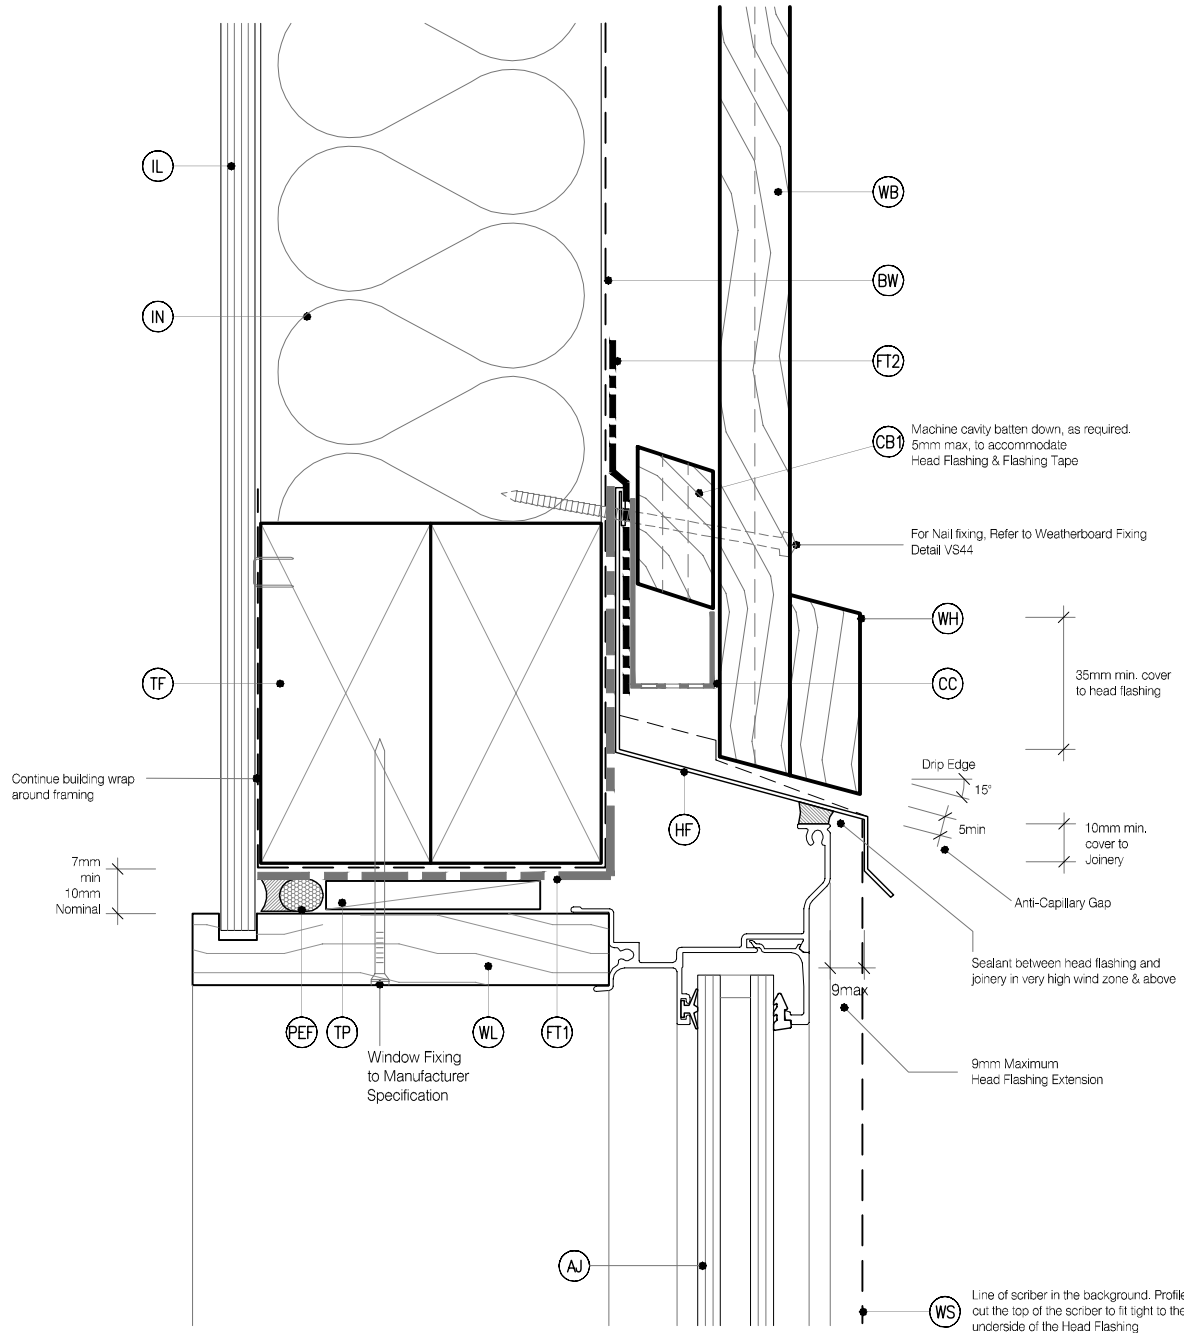 IL
WB
BW
IN
FT2
CB1
Machine cavity batten down, as required.
5mm max, to accommodate
Head Flashing & Flashing Tape
For Nail fixing, Refer to Weatherboard Fixing
Detail VS44
WH
35mm min. cover
to head flashing
TF
CC
Continue building wrap
around framing
Drip Edge
15°
HF
5min
10mm min.
cover to
Joinery
7mm
min
10mm
Nominal
Anti-Capillary Gap
Sealant between head flashing and
joinery in very high wind zone & above
9max
PEF
TP
WL
FT1
Window Fixing
to Manufacturer
Specification
9mm Maximum
Head Flashing Extension
AJ
WS
Line of scriber in the background. Profile
cut the top of the scriber to fit tight to the
underside of the Head Flashing